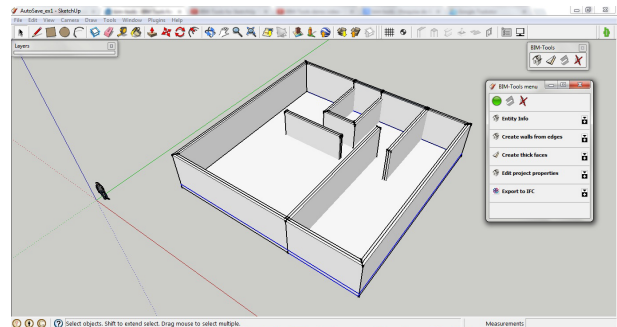 AutoSave_ex1 - SketchUp
File Edit View Camera Draw Tools Window Plugins Help
Layers
BIM-Tools
BIM-Tools menu
Entity Info
Create walls from edges
Create thick faces
Edit project properties
Export to IFC
Select objects. Shift to extend select. Drag mouse to select multiple.
Measurements